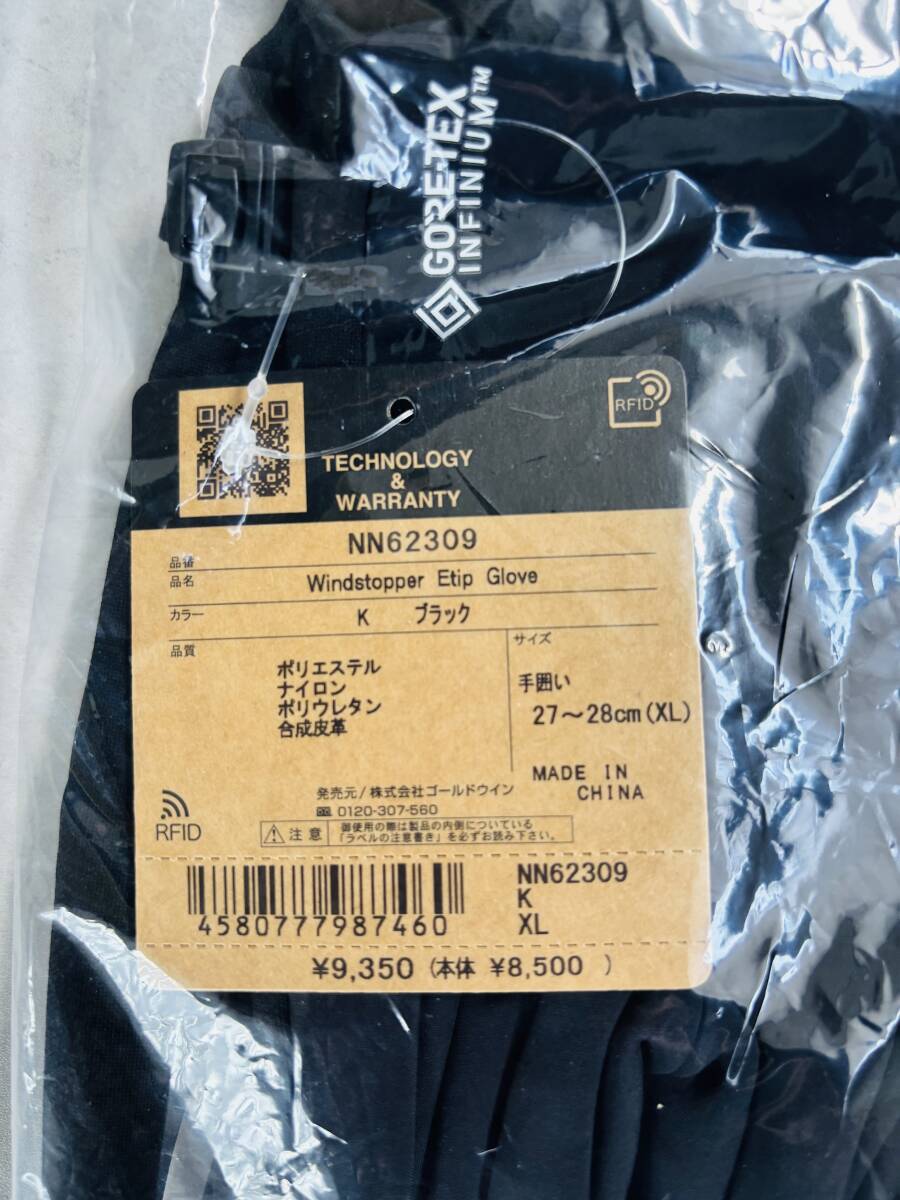 GORE-TEX
INFINIUM™
RFID
TECHNOLOGY
&
WARRANTY
品番 NN62309
品名 Windstopper Etip Glove
カラー K ブラック
品質
ポリエステル
ナイロン
ポリウレタン
合成皮革
サイズ
手囲い
27～28cm(XL)
MADE IN
CHINA
発売元/株式会社ゴールドウイン
0120-307-560
RFID
注意
御使用の際は製品の内側についている
「ラベルの注意書き」を必ずお読み下さい。
4580777987460
NN62309
K
XL
¥9,350 (本体 ¥8,500 )